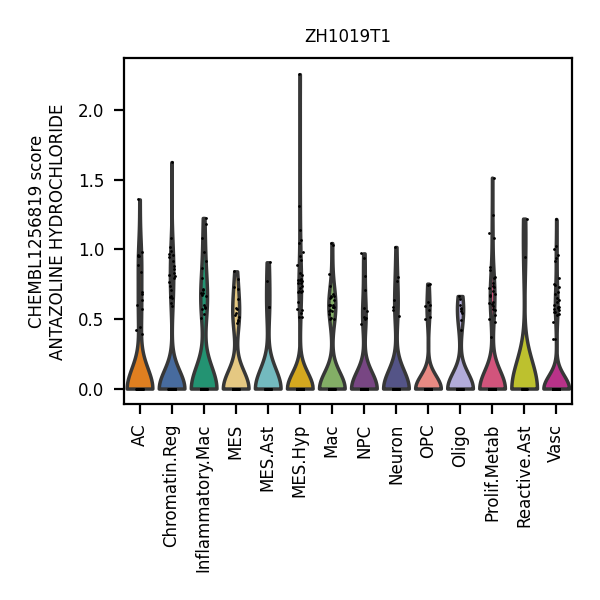 ZH1019T1
CHEMBL1256819 score
ANTAZOLINE HYDROCHLORIDE
2.0
1.5
1.0
0.5
0.0
AC
Chromatin.Reg
Inflammatory.Mac
MES
MES.Ast
MES.Hyp
Mac
NPC
Neuron
OPC
Oligo
Prolif.Metab
Reactive.Ast
Vasc